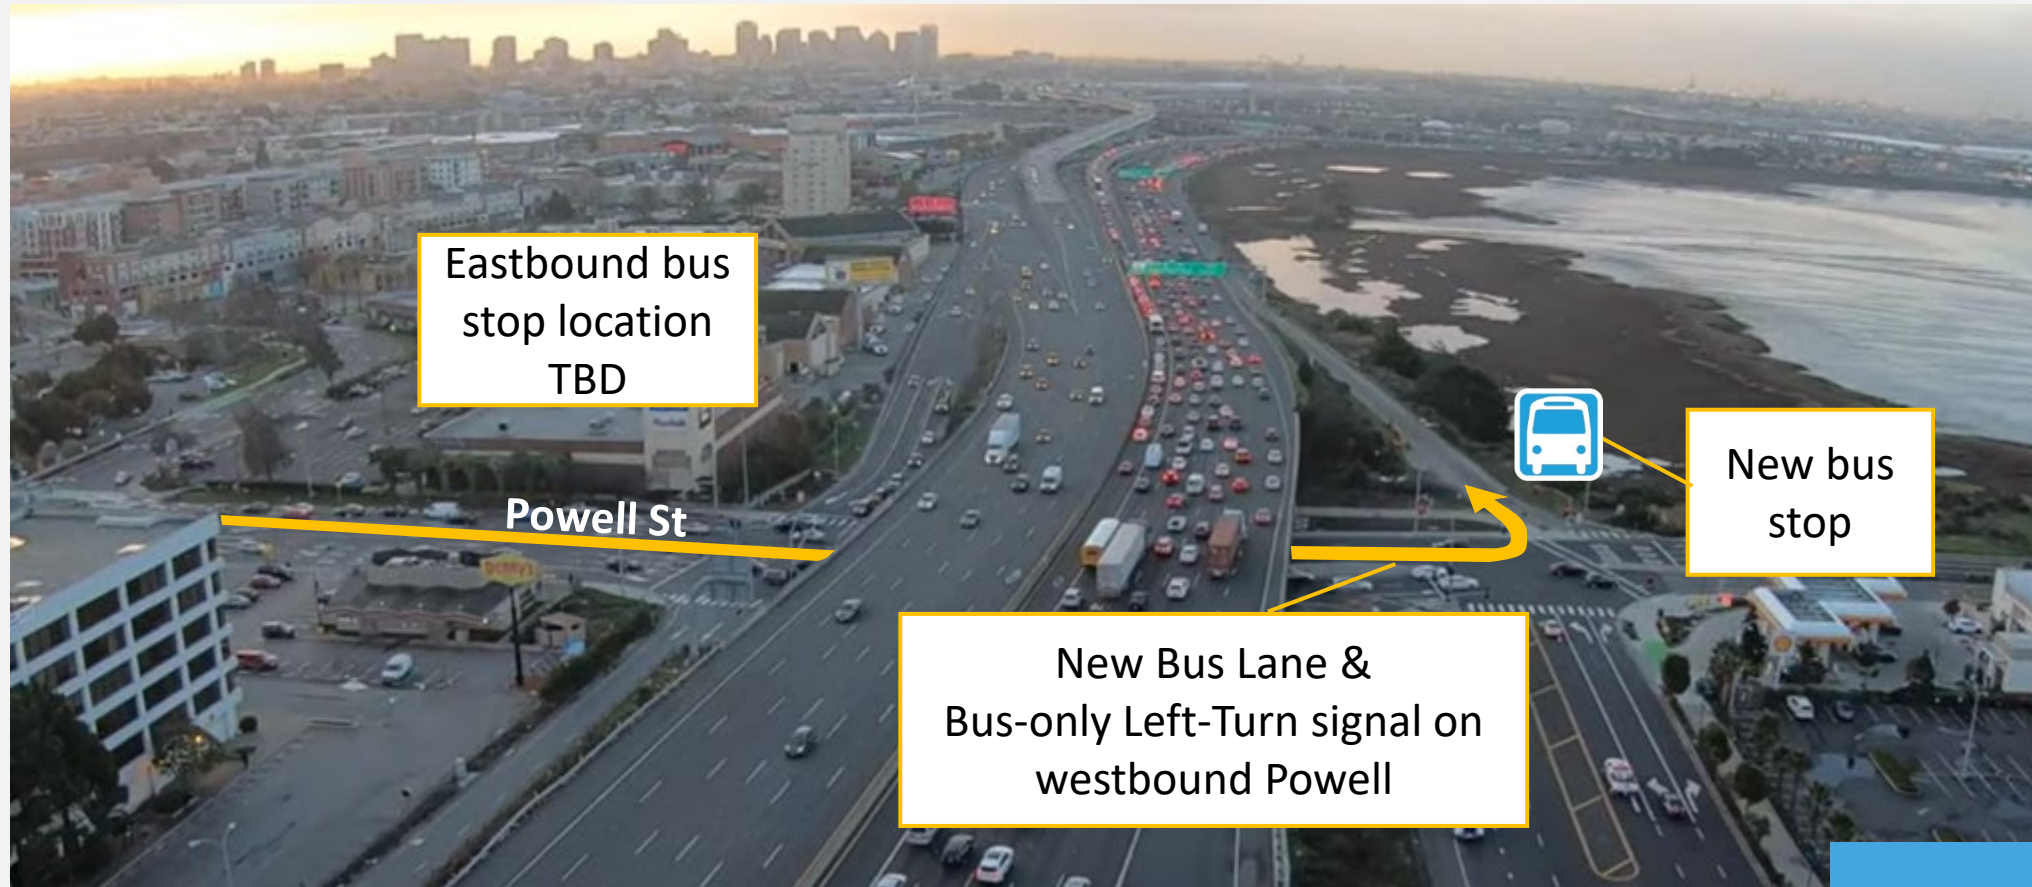 Eastbound bus
stop location
TBD
Powell St
New bus
stop
Denny's
New Bus Lane &
Bus-only Left-Turn signal on
westbound Powell